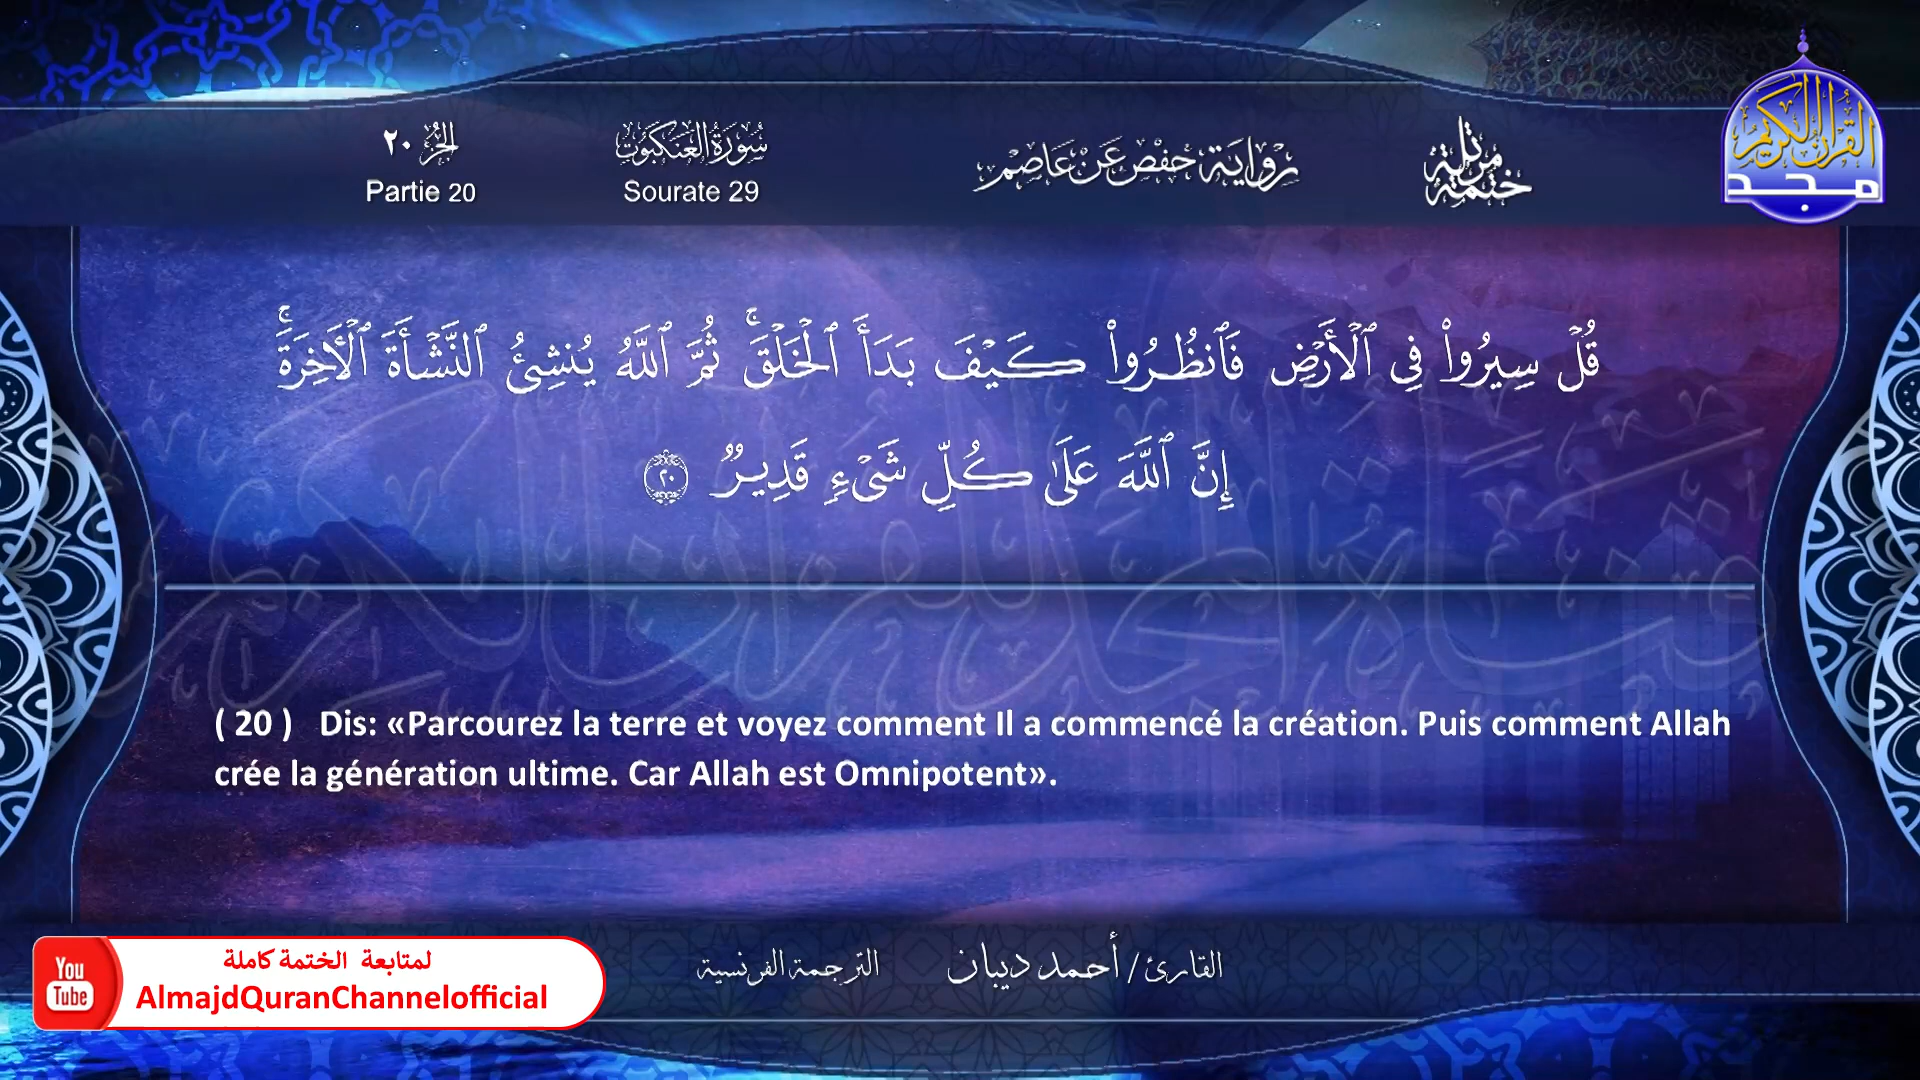 الجزء ٢٠
Partie 20
سورة العنكبوت
Sourate 29
رواية حفص عن عاصم
ختمة مرتلة
القرآن الكريم
مجد
قُلْ سِيرُوا۟ فِى ٱلْأَرْضِ فَٱنظُرُوا۟ كَيْفَ بَدَأَ ٱلْخَلْقَ ۚ ثُمَّ ٱللَّهُ يُنشِئُ ٱلنَّشْأَةَ ٱلْـَٔاخِرَةَ ۚ
إِنَّ ٱللَّهَ عَلَىٰ كُلِّ شَىْءٍ قَدِيرٌ ٢٠
( 20 ) Dis: «Parcourez la terre et voyez comment Il a commencé la création. Puis comment Allah
crée la génération ultime. Car Allah est Omnipotent».
القارئ / أحمد ديبان
الترجمة الفرنسية
You
Tube
لمتابعة الختمة كاملة
AlmajdQuranChannelofficial